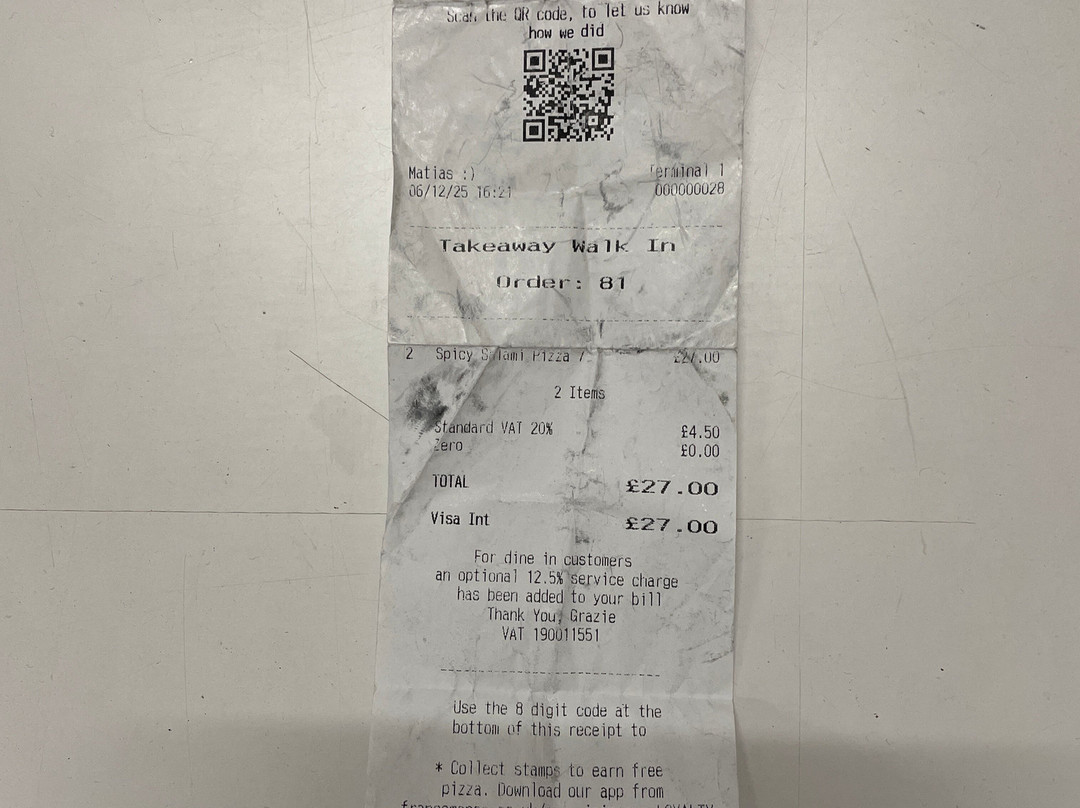 Scan the QR code, to let us know
how we did
Matias :)
Terminal 1
06/12/25 16:21
000000028
Takeaway Walk In
Order: 81
2 Spicy Salami Pizza / £27.00
2 Items
Standard VAT 20% £4.50
Zero £0.00
TOTAL £27.00
Visa Int £27.00
For dine in customers
an optional 12.5% service charge
has been added to your bill
Thank You, Grazie
VAT 190011551
Use the 8 digit code at the
bottom of this receipt to
* Collect stamps to earn free
pizza. Download our app from